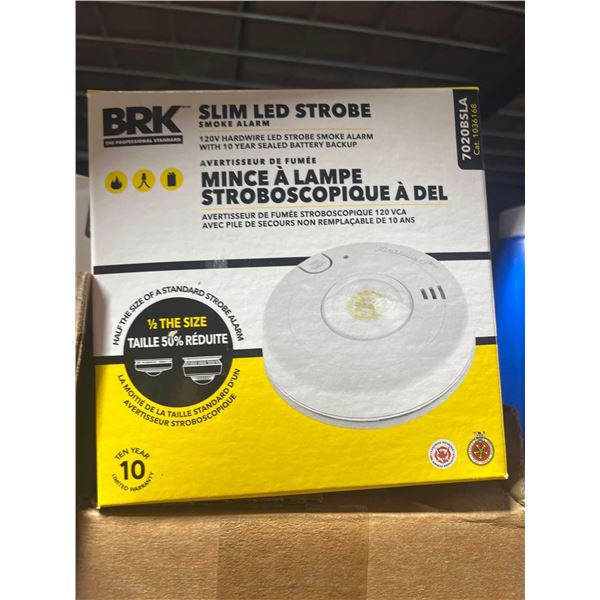 BRK
THE PROFESSIONAL STANDARD
SLIM LED STROBE
SMOKE ALARM
120V HARDWIRE LED STROBE SMOKE ALARM
WITH 10 YEAR SEALED BATTERY BACKUP
AVERTISSEUR DE FUMÉE
MINCE À LAMPE
STROBOSCOPIQUE À DEL
AVERTISSEUR DE FUMÉE STROBOSCOPIQUE 120 VCA
AVEC PILE DE SECOURS NON REMPLAÇABLE DE 10 ANS
7020BSLA
Cat. 1036168
HALF THE SIZE OF A STANDARD STROBE ALARM
½ THE SIZE
TAILLE 50% RÉDUITE
LA MOITIÉ DE LA TAILLE STANDARD D'UN
AVERTISSEUR STROBOSCOPIQUE
TEN YEAR
10
LIMITED WARRANTY